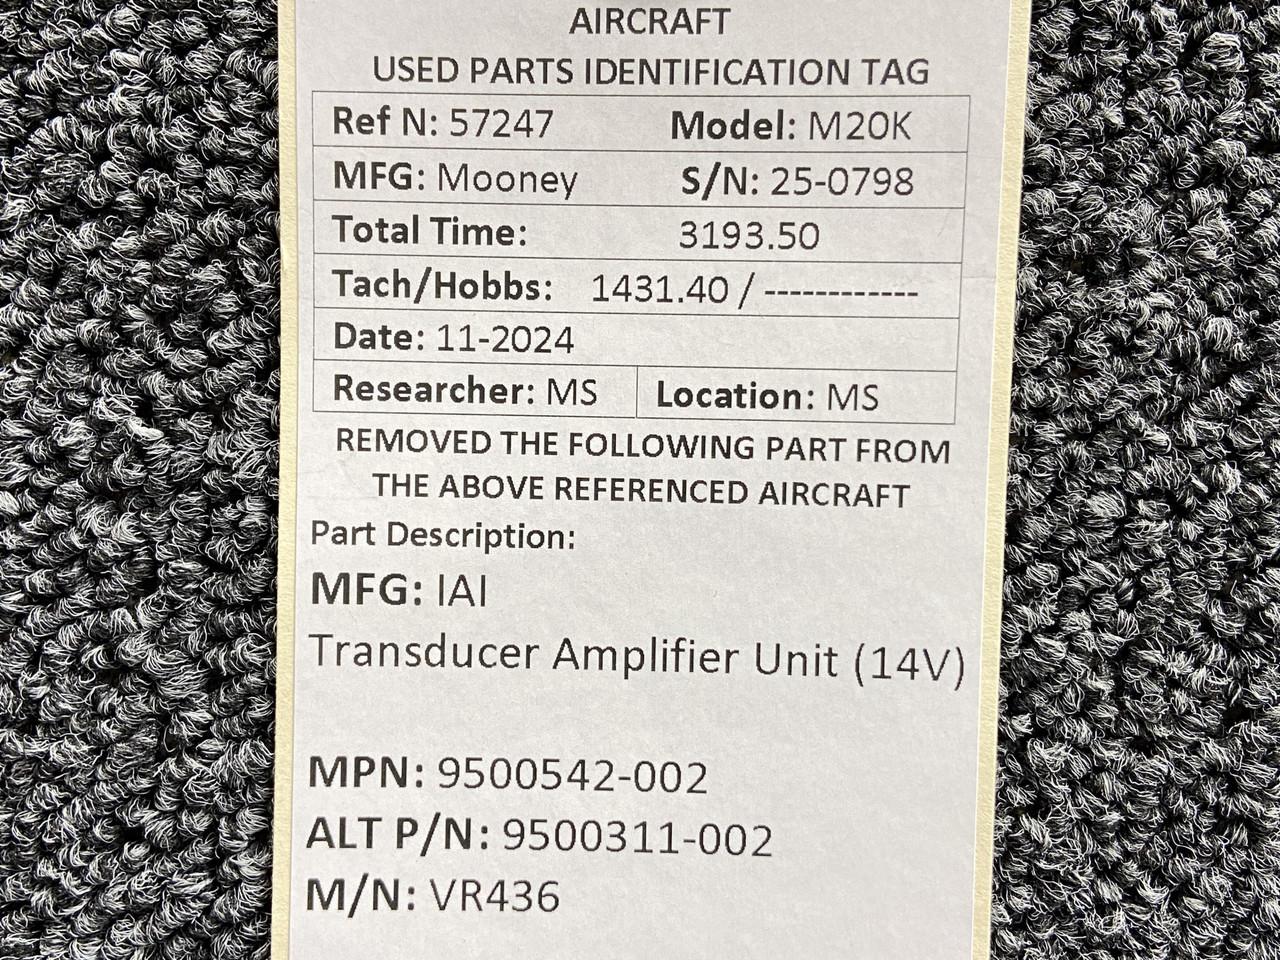 AIRCRAFT
USED PARTS IDENTIFICATION TAG
Ref N: 57247 Model: M20K
MFG: Mooney S/N: 25-0798
Total Time: 3193.50
Tach/Hobbs: 1431.40 / ------------
Date: 11-2024
Researcher: MS Location: MS
REMOVED THE FOLLOWING PART FROM
THE ABOVE REFERENCED AIRCRAFT
Part Description:
MFG: IAI
Transducer Amplifier Unit (14V)
MPN: 9500542-002
ALT P/N: 9500311-002
M/N: VR436